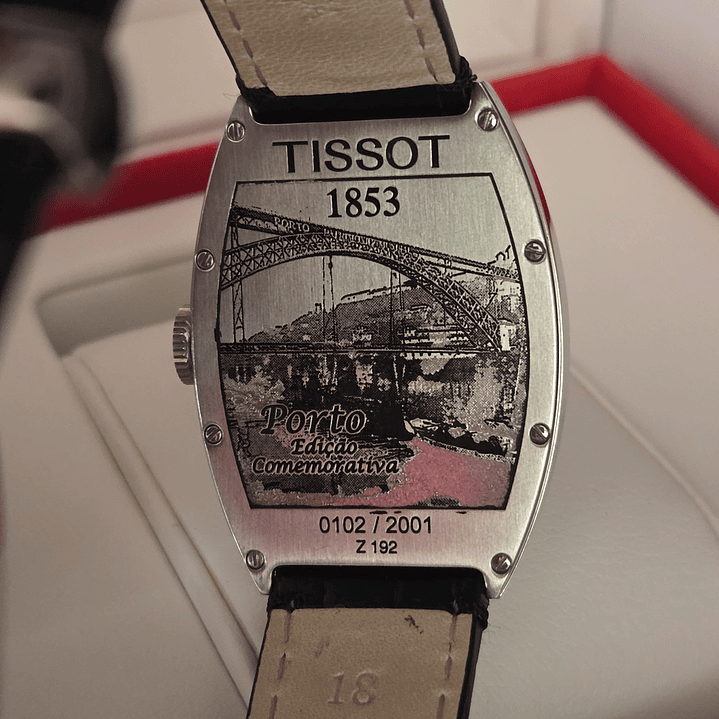 TISSOT
1853
PORTO
Porto
Edição
Comemorativa
0102 / 2001
Z 192
18